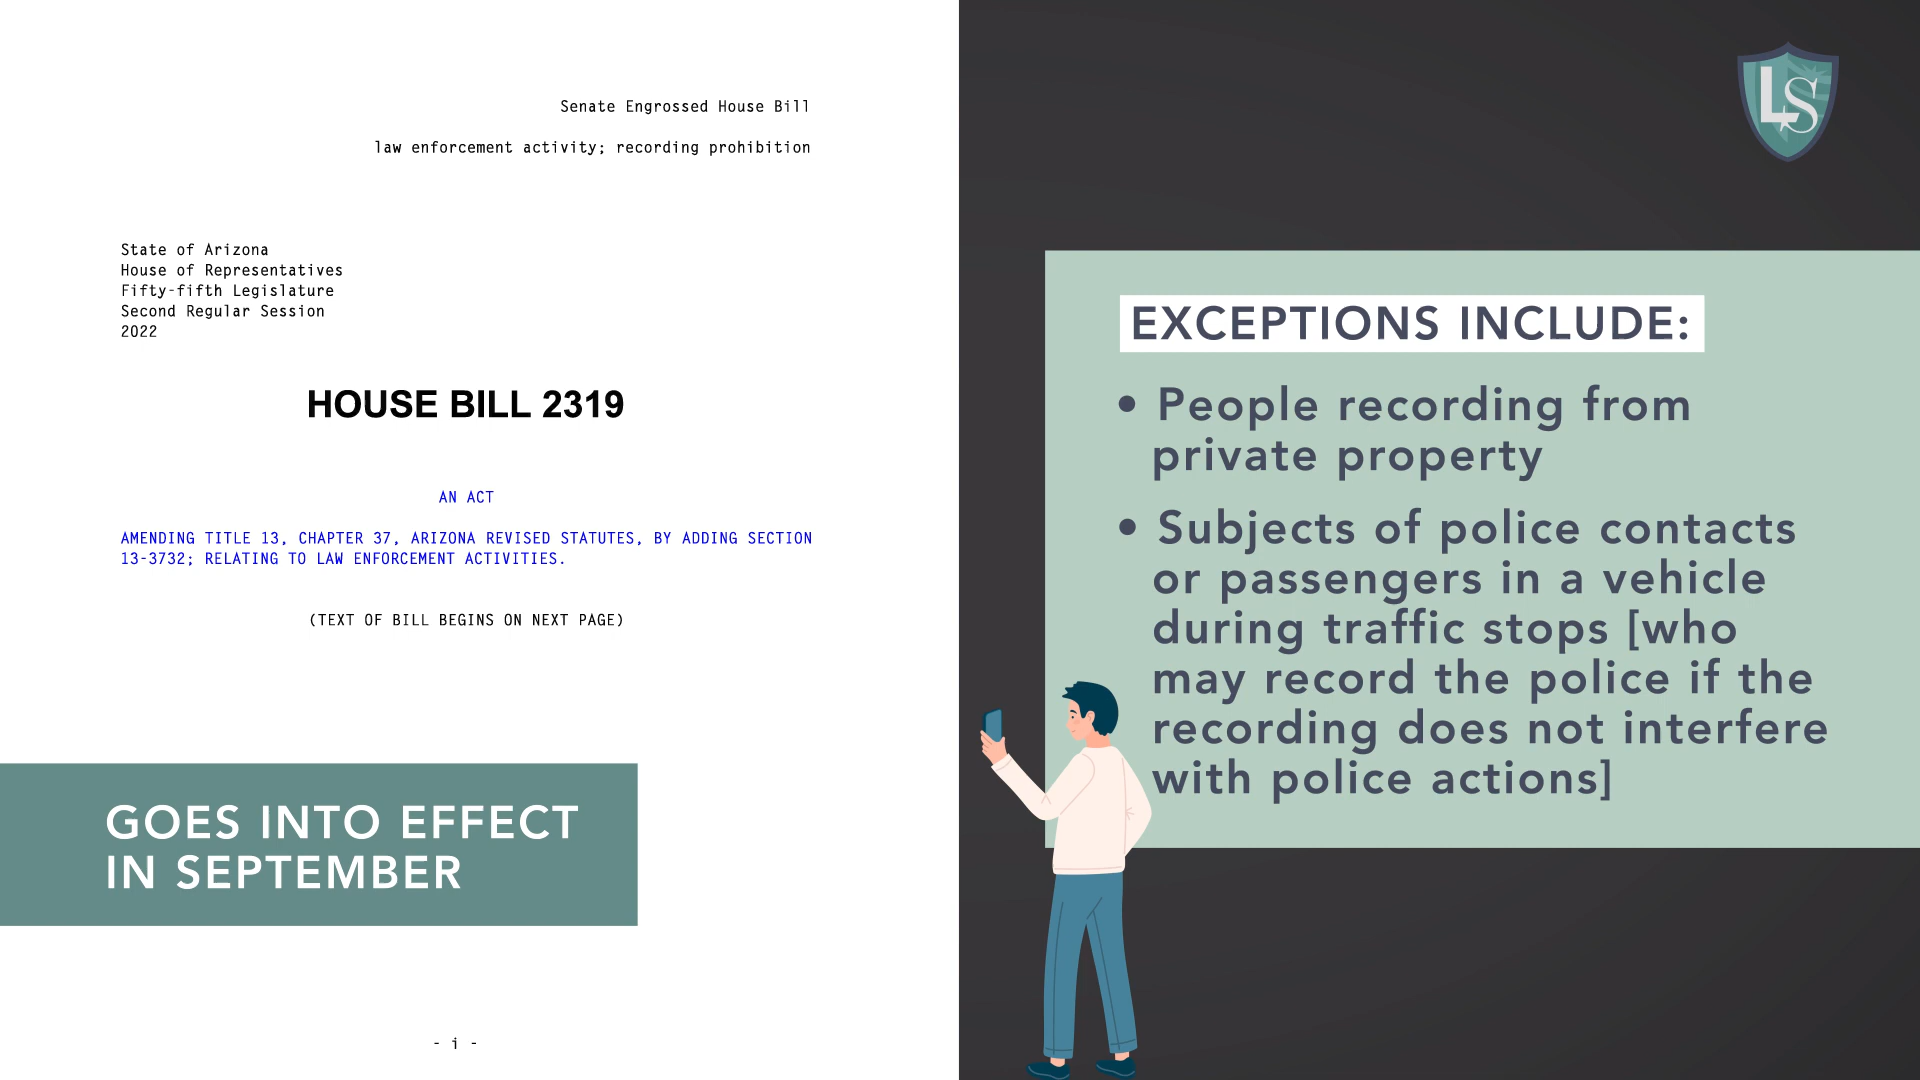 Senate Engrossed House Bill
law enforcement activity; recording prohibition
State of Arizona
House of Representatives
Fifty-fifth Legislature
Second Regular Session
2022
HOUSE BILL 2319
AN ACT
AMENDING TITLE 13, CHAPTER 37, ARIZONA REVISED STATUTES, BY ADDING SECTION
13-3732; RELATING TO LAW ENFORCEMENT ACTIVITIES.
(TEXT OF BILL BEGINS ON NEXT PAGE)
GOES INTO EFFECT
IN SEPTEMBER
- i -
LS
EXCEPTIONS INCLUDE:
• People recording from
private property
• Subjects of police contacts
or passengers in a vehicle
during traffic stops [who
may record the police if the
recording does not interfere
with police actions]